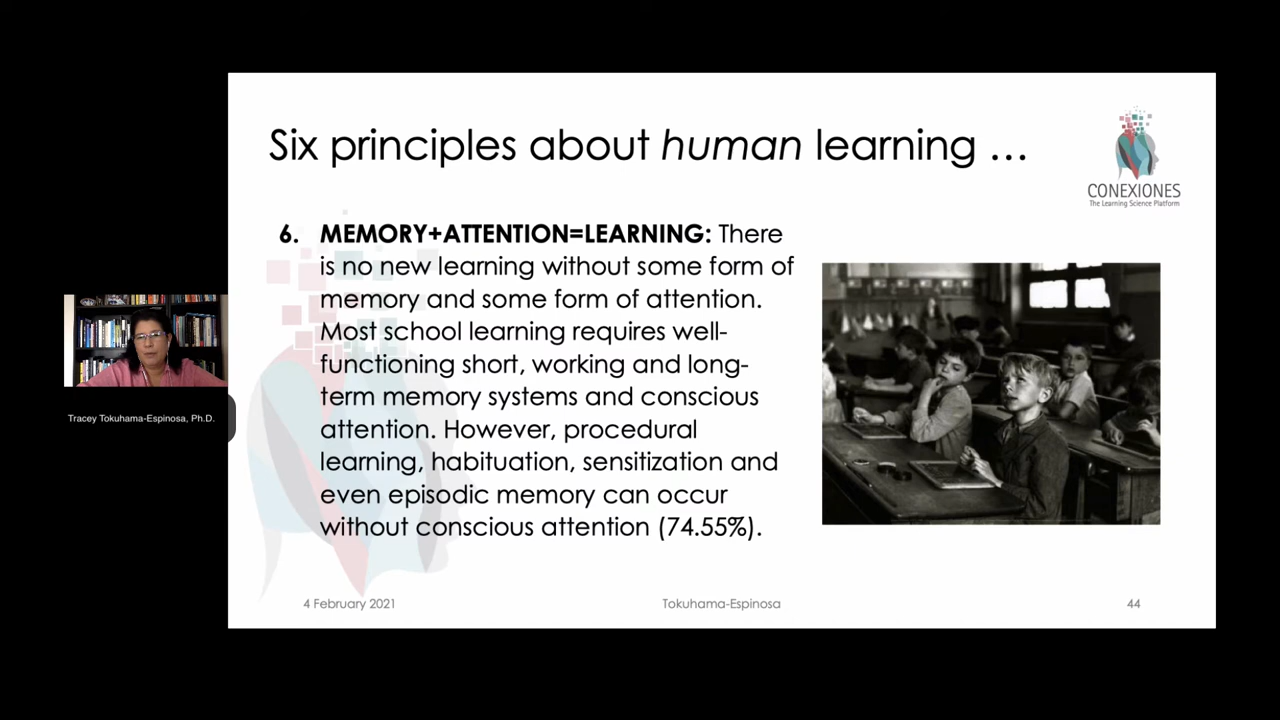 Six principles about human learning ...
CONEXIONES
The Learning Science Platform
6. MEMORY+ATTENTION=LEARNING: There
is no new learning without some form of
memory and some form of attention.
Most school learning requires well-
functioning short, working and long-
term memory systems and conscious
attention. However, procedural
learning, habituation, sensitization and
even episodic memory can occur
without conscious attention (74.55%).
Tracey Tokuhama-Espinosa, Ph.D.
4 February 2021
Tokuhama-Espinosa
44